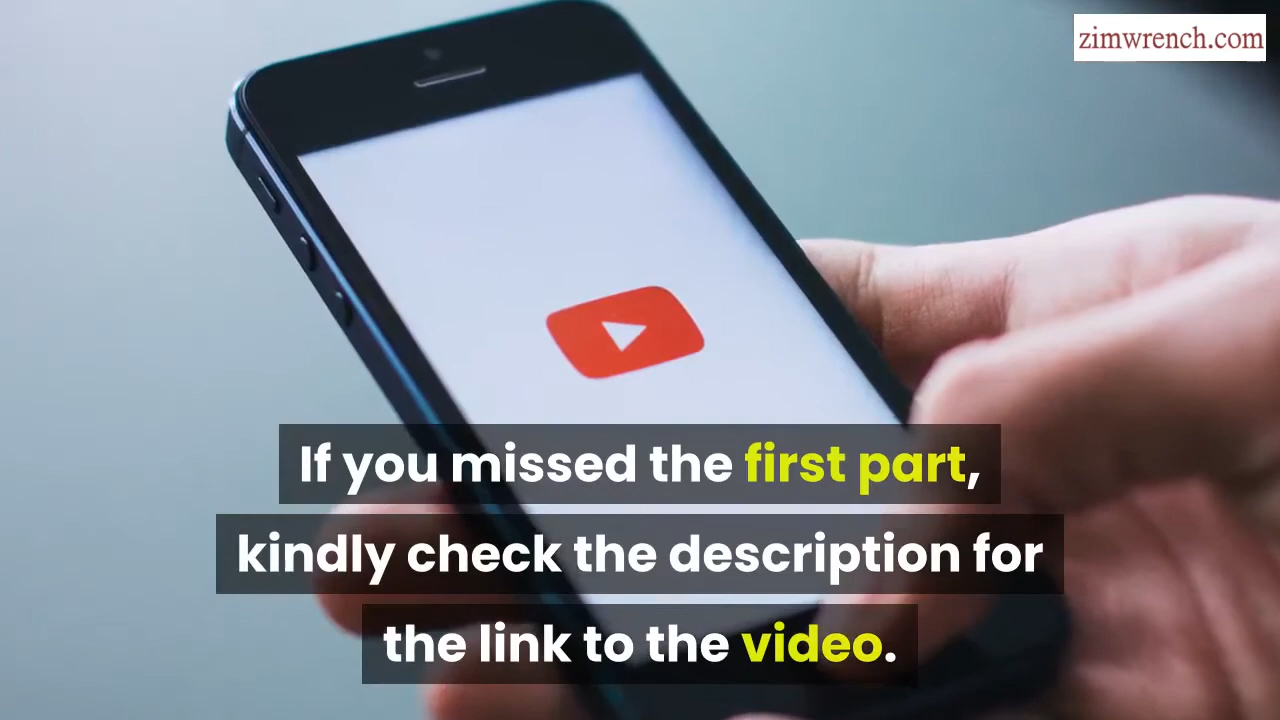 zimwrench.com
If you missed the first part,
kindly check the description for
the link to the video.